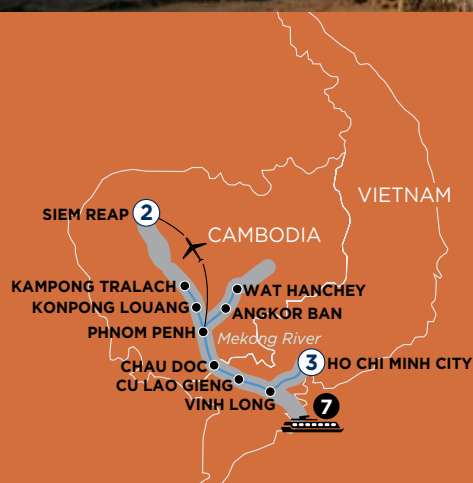 VIETNAM
SIEM REAP 2
CAMBODIA
KAMPONG TRALACH
WAT HANCHEY
KONPONG LOUANG
ANGKOR BAN
PHNOM PENH
Mekong River
CHAU DOC
3 HO CHI MINH CITY
CU LAO GIENG
VINH LONG
7